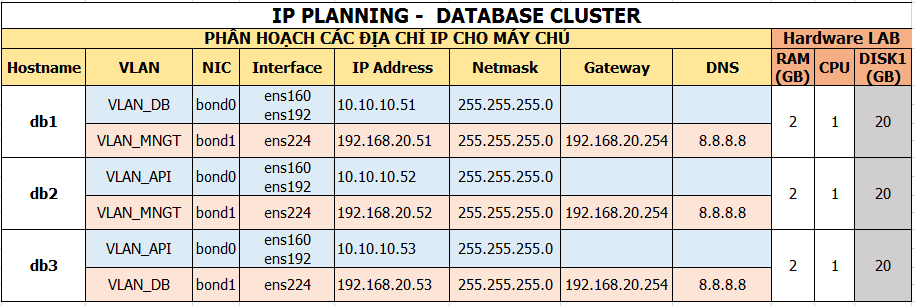 IP PLANNING - DATABASE CLUSTER
PHÂN HOẠCH CÁC ĐỊA CHỈ IP CHO MÁY CHỦ Hardware LAB
Hostname VLAN NIC Interface IP Address Netmask Gateway DNS RAM (GB) CPU DISK1 (GB)
db1 VLAN_DB bond0 ens160 ens192 10.10.10.51 255.255.255.0 2 1 20
VLAN_MNGT bond1 ens224 192.168.20.51 255.255.255.0 192.168.20.254 8.8.8.8
db2 VLAN_API bond0 ens160 ens192 10.10.10.52 255.255.255.0 2 1 20
VLAN_MNGT bond1 ens224 192.168.20.52 255.255.255.0 192.168.20.254 8.8.8.8
db3 VLAN_API bond0 ens160 ens192 10.10.10.53 255.255.255.0 2 1 20
VLAN_DB bond1 ens224 192.168.20.53 255.255.255.0 192.168.20.254 8.8.8.8